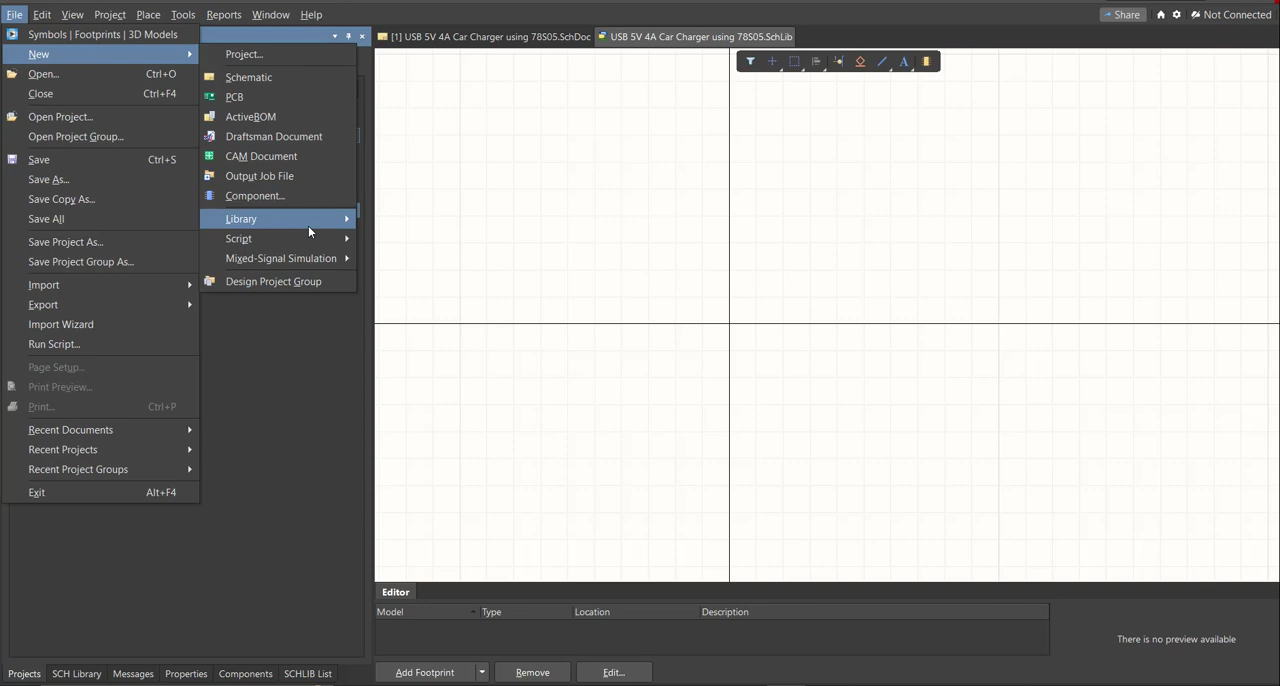 File Edit View Project Place Tools Reports Window Help Share Not Connected
Symbols | Footprints | 3D Models
[1] USB 5V 4A Car Charger using 78S05.SchDoc USB 5V 4A Car Charger using 78S05.SchLib
New
Open... Ctrl+O
Close Ctrl+F4
Open Project...
Open Project Group...
Save Ctrl+S
Save As...
Save Copy As...
Save All
Save Project As...
Save Project Group As...
Import
Export
Import Wizard
Run Script...
Page Setup...
Print Preview...
Print... Ctrl+P
Recent Documents
Recent Projects
Recent Project Groups
Exit Alt+F4
Project...
Schematic
PCB
ActiveBOM
Draftsman Document
CAM Document
Output Job File
Component...
Library
Script
Mixed-Signal Simulation
Design Project Group
A
Editor
Model Type Location Description
There is no preview available
Add Footprint Remove Edit...
Projects SCH Library Messages Properties Components SCHLIB List